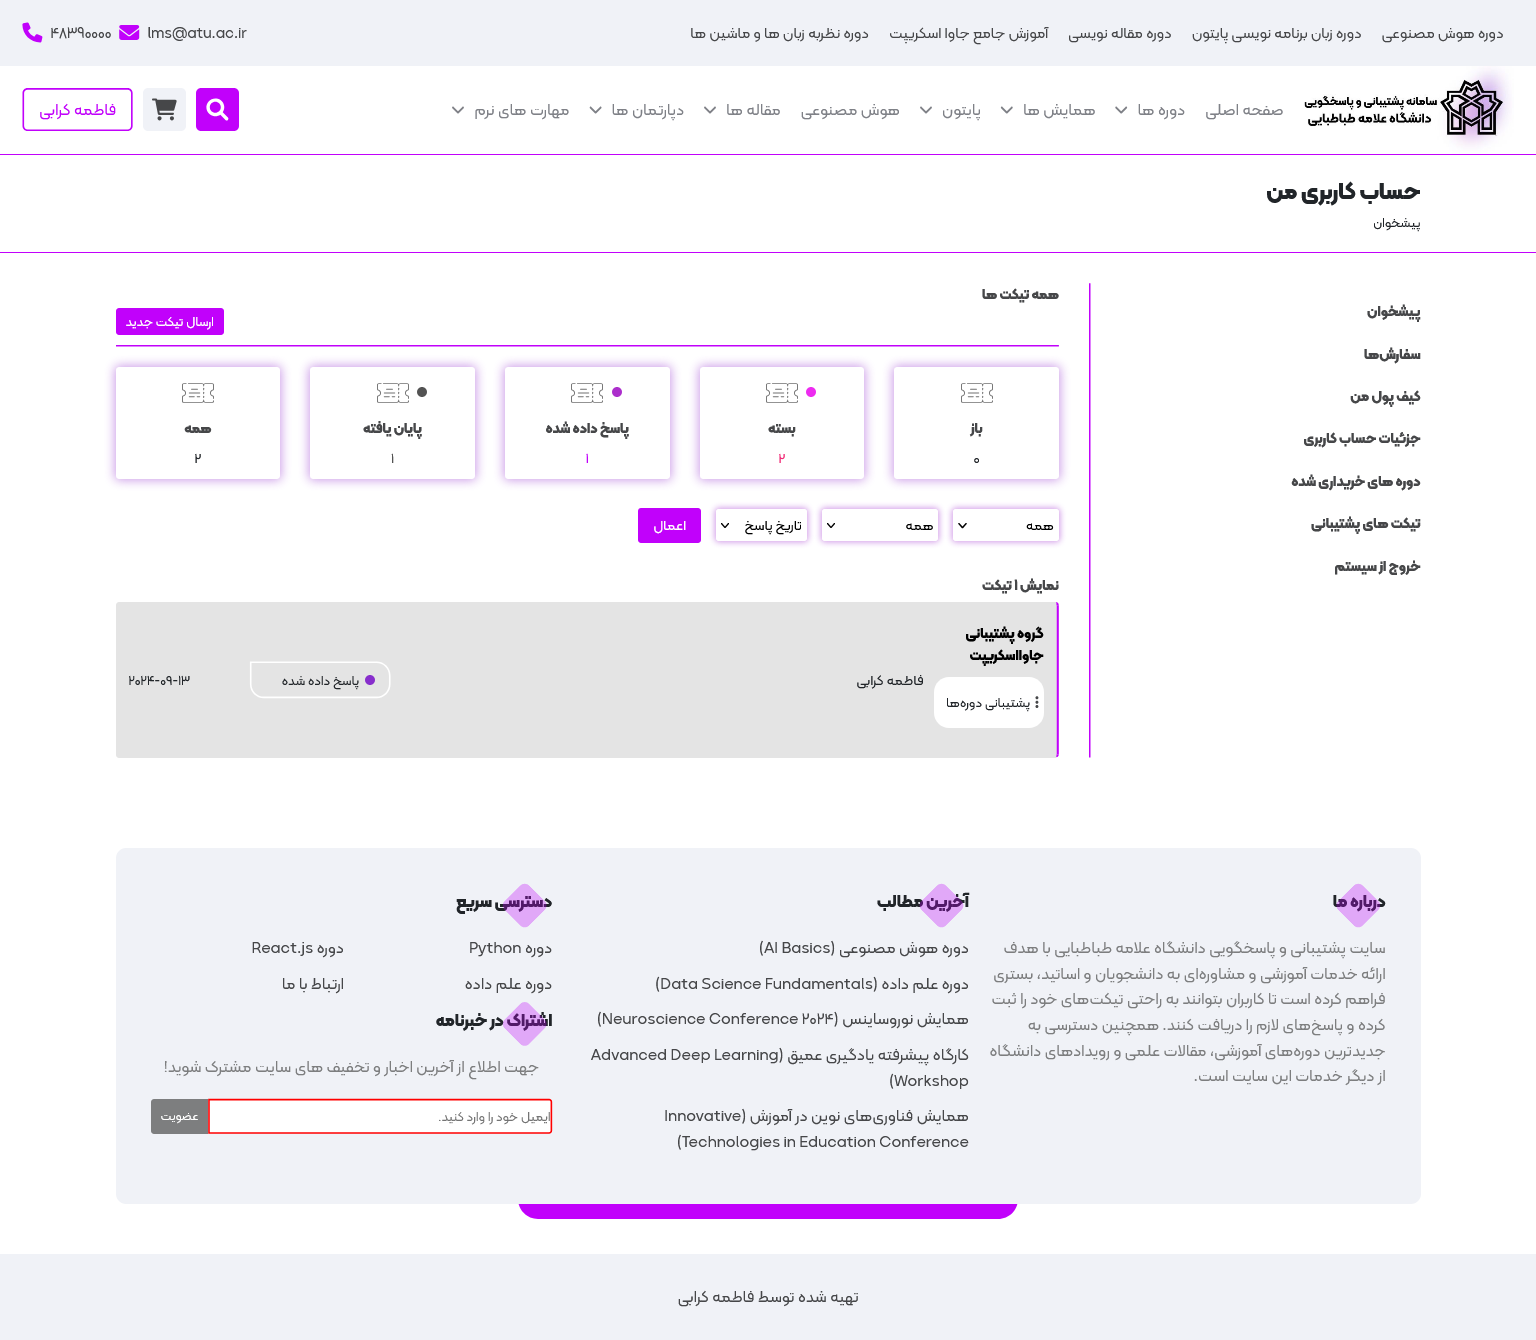 دوره هوش مصنوعی
دوره زبان برنامه نویسی پایتون
دوره مقاله نویسی
آموزش جامع جاوا اسکریپت
دوره نظربه زبان ها و ماشین ها
lms@atu.ac.ir
۴۸۳۹۰۰۰۰
سامانه پشتیبانی و پاسخگویی
دانشگاه علامه طباطبایی
صفحه اصلی
دوره ها
همایش ها
پایتون
هوش مصنوعی
مقاله ها
دپارتمان ها
مهارت های نرم
فاطمه کرابی
حساب کاربری من
پیشخوان
پیشخوان
سفارش‌ها
کیف پول من
جزئیات حساب کاربری
دوره های خریداری شده
تیکت های پشتیبانی
خروج از سیستم
همه تیکت ها
ارسال تیکت جدید
باز
۰
بسته
۲
پاسخ داده شده
۱
پایان یافته
۱
همه
۲
همه
همه
تاریخ پاسخ
اعمال
نمایش ۱ تیکت
گروه پشتیبانی
جاوااسکریپت
پشتیبانی دوره‌ها
فاطمه کرابی
پاسخ داده شده
۲۰۲۴-۰۹-۱۳
درباره ما
سایت پشتیبانی و پاسخگویی دانشگاه علامه طباطبایی با هدف
ارائه خدمات آموزشی و مشاوره‌ای به دانشجویان و اساتید، بستری
فراهم کرده است تا کاربران بتوانند به راحتی تیکت‌های خود را ثبت
کرده و پاسخ‌های لازم را دریافت کنند. همچنین دسترسی به
جدیدترین دوره‌های آموزشی، مقالات علمی و رویدادهای دانشگاه
از دیگر خدمات این سایت است.
آخرین مطالب
دوره هوش مصنوعی (AI Basics)
دوره علم داده (Data Science Fundamentals)
همایش نوروساینس (Neuroscience Conference ۲۰۲۴)
کارگاه پیشرفته یادگیری عمیق (Advanced Deep Learning
Workshop)
همایش فناوری‌های نوین در آموزش (Innovative
Technologies in Education Conference)
دسترسی سریع
دوره Python
دوره React.js
دوره علم داده
ارتباط با ما
اشتراک در خبرنامه
جهت اطلاع از آخرین اخبار و تخفیف های سایت مشترک شوید!
ایمیل خود را وارد کنید.
عضویت
تهیه شده توسط فاطمه کرابی